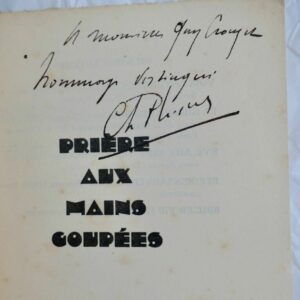 A monsieur Guy
hommage distingué
PRIÈRE
AUX
MAINS
COUPÉES